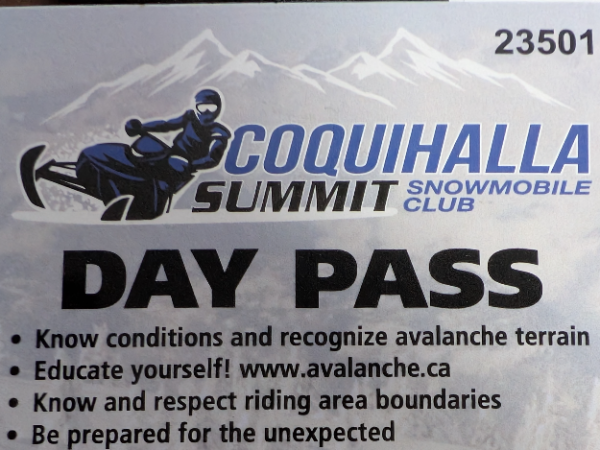 23501
COQUIHALLA
SUMMIT SNOWMOBILE CLUB
DAY PASS
• Know conditions and recognize avalanche terrain
• Educate yourself! www.avalanche.ca
• Know and respect riding area boundaries
• Be prepared for the unexpected